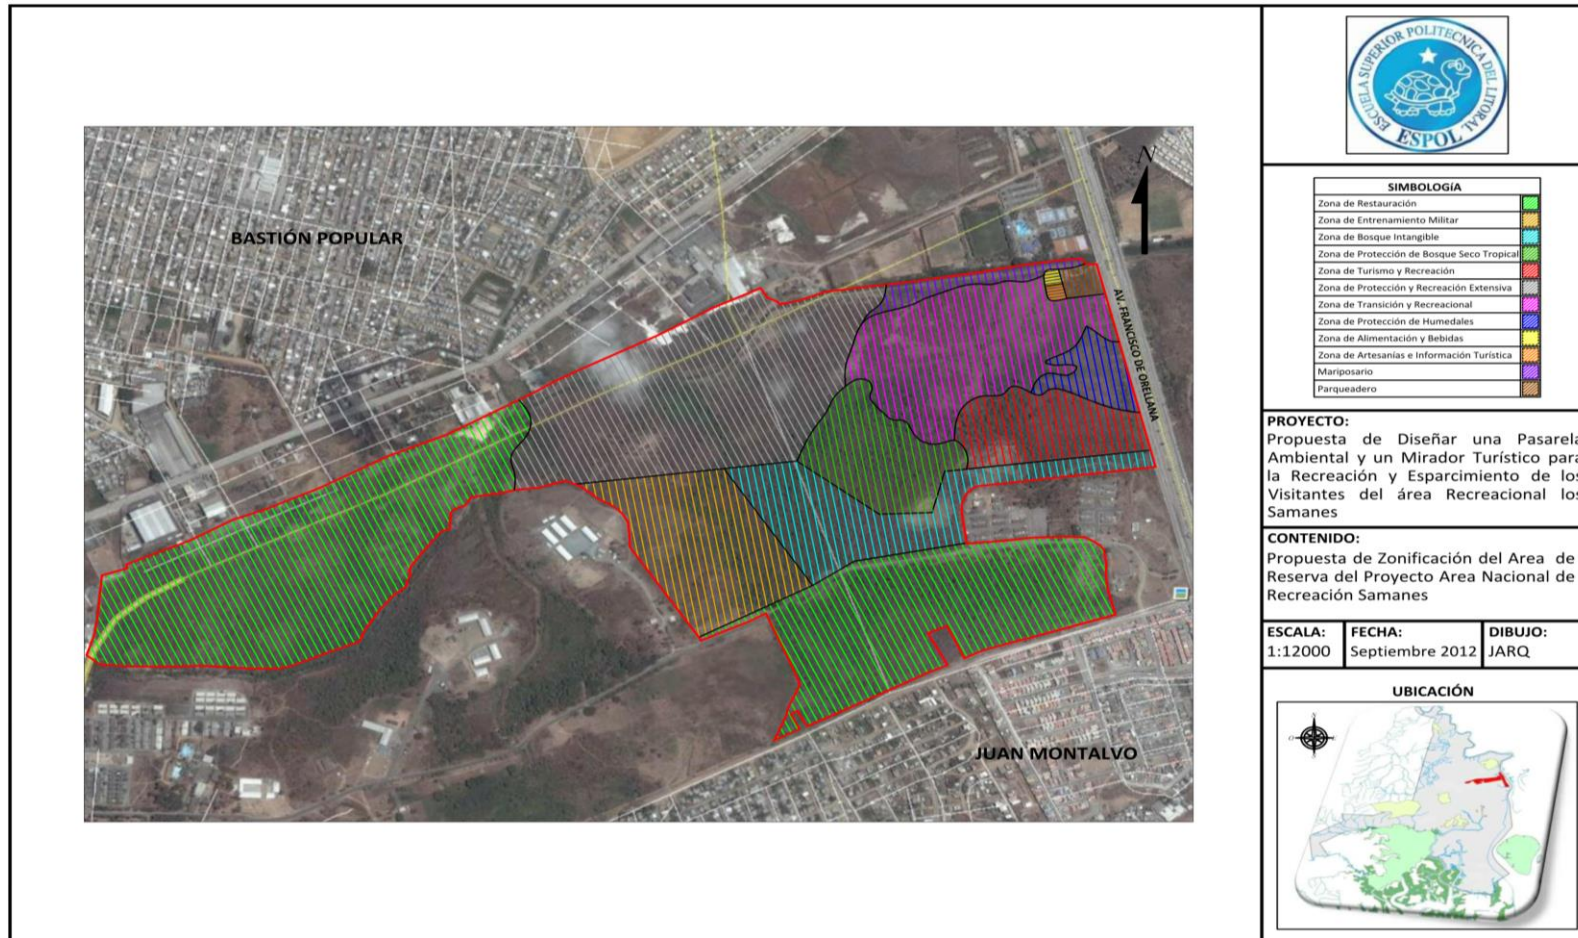 BASTIÓN POPULAR
N
AV. FRANCISCO DE ORELLANA
JUAN MONTALVO
ESCUELA SUPERIOR POLITECNICA DEL LITORAL
ESPOL
SIMBOLOGíA
Zona de Restauración
Zona de Entrenamiento Militar
Zona de Bosque Intangible
Zona de Protección de Bosque Seco Tropical
Zona de Turismo y Recreación
Zona de Protección y Recreación Extensiva
Zona de Transición y Recreacional
Zona de Protección de Humedales
Zona de Alimentación y Bebidas
Zona de Artesanías e Información Turística
Mariposario
Parqueadero
PROYECTO:
Propuesta de Diseñar una Pasarela
Ambiental y un Mirador Turístico para
la Recreación y Esparcimiento de los
Visitantes del área Recreacional los
Samanes
CONTENIDO:
Propuesta de Zonificación del Area de
Reserva del Proyecto Area Nacional de
Recreación Samanes
ESCALA:
1:12000
FECHA:
Septiembre 2012
DIBUJO:
JARQ
UBICACIÓN